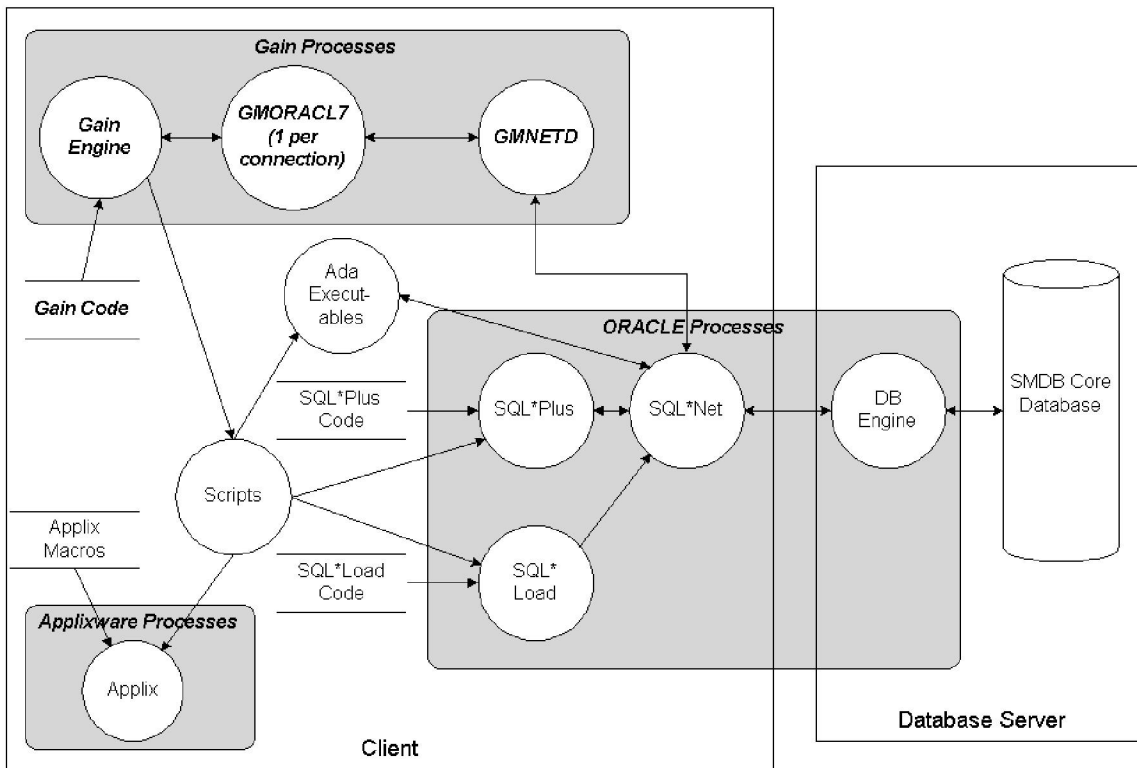 Gain Processes
Gain
Engine
GMORACL7
(1 per
connection)
GMNETD
Gain Code
Ada
Execut-
ables
ORACLE Processes
SQL*Plus
Code
SQL*Plus
SQL*Net
DB
Engine
SMDB Core
Database
Scripts
Applix
Macros
SQL*Load
Code
SQL*
Load
Applixware Processes
Applix
Client
Database Server